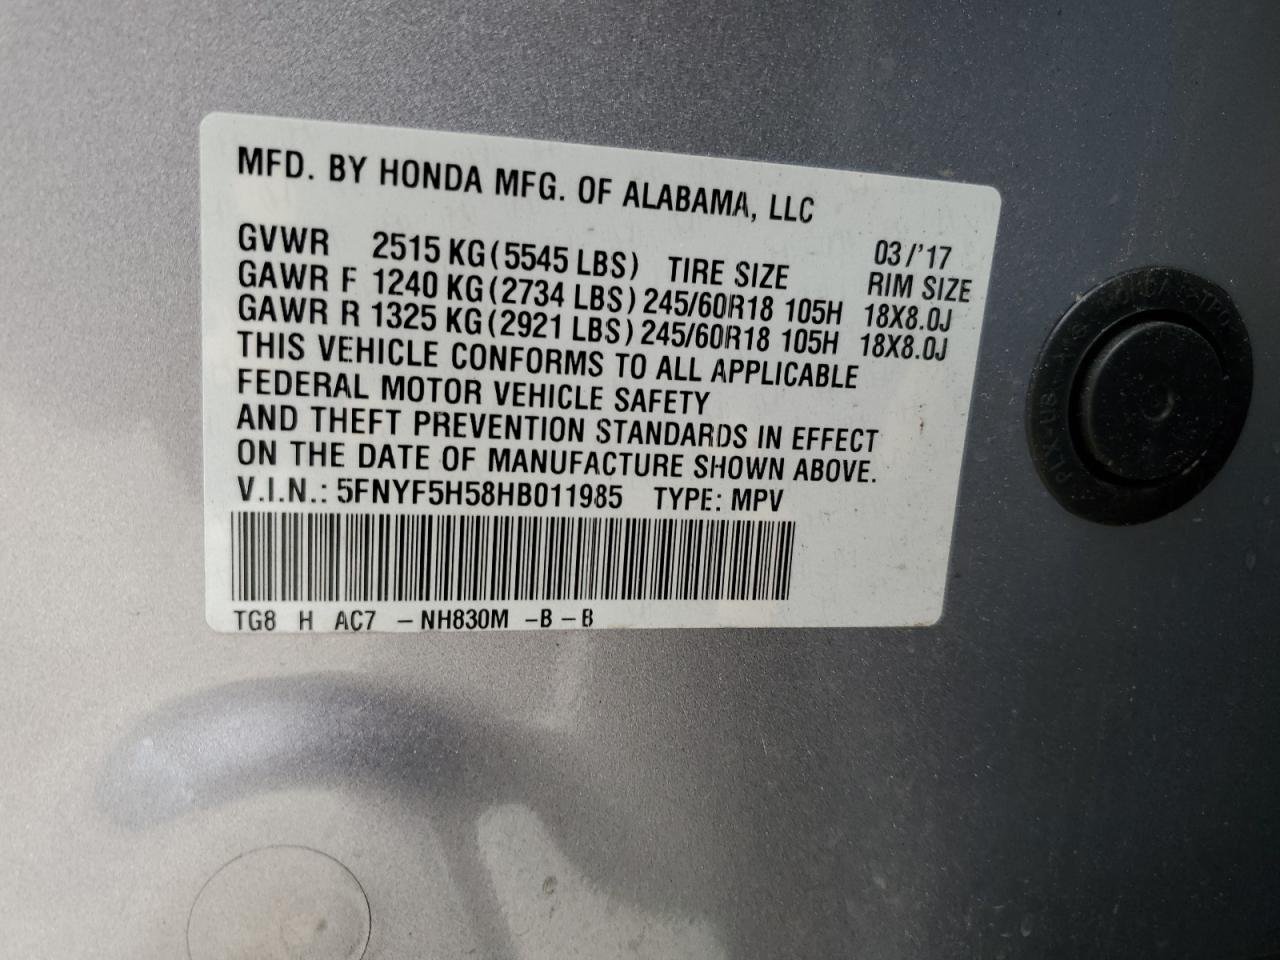 MFD. BY HONDA MFG. OF ALABAMA, LLC
03/'17
GVWR 2515 KG (5545 LBS) TIRE SIZE RIM SIZE
GAWR F 1240 KG (2734 LBS) 245/60R18 105H 18X8.0J
GAWR R 1325 KG (2921 LBS) 245/60R18 105H 18X8.0J
THIS VEHICLE CONFORMS TO ALL APPLICABLE
FEDERAL MOTOR VEHICLE SAFETY
AND THEFT PREVENTION STANDARDS IN EFFECT
ON THE DATE OF MANUFACTURE SHOWN ABOVE.
V.I.N.: 5FNYF5H58HB011985 TYPE: MPV
TG8 H AC7 –NH830M –B –B